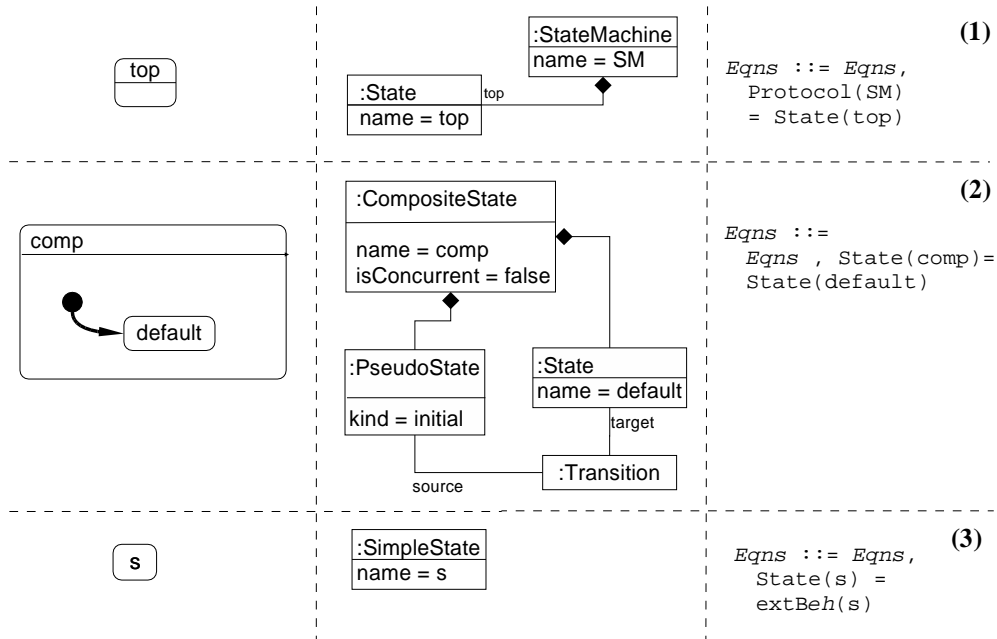 top
:StateMachine
name = SM
:State
name = top
top
(1)
Eqns ::= Eqns,
Protocol(SM)
= State(top)
comp
default
:CompositeState
name = comp
isConcurrent = false
:PseudoState
kind = initial
:State
name = default
target
:Transition
source
(2)
Eqns ::=
Eqns , State(comp)=
State(default)
s
:SimpleState
name = s
(3)
Eqns ::= Eqns,
State(s) =
extBeh(s)